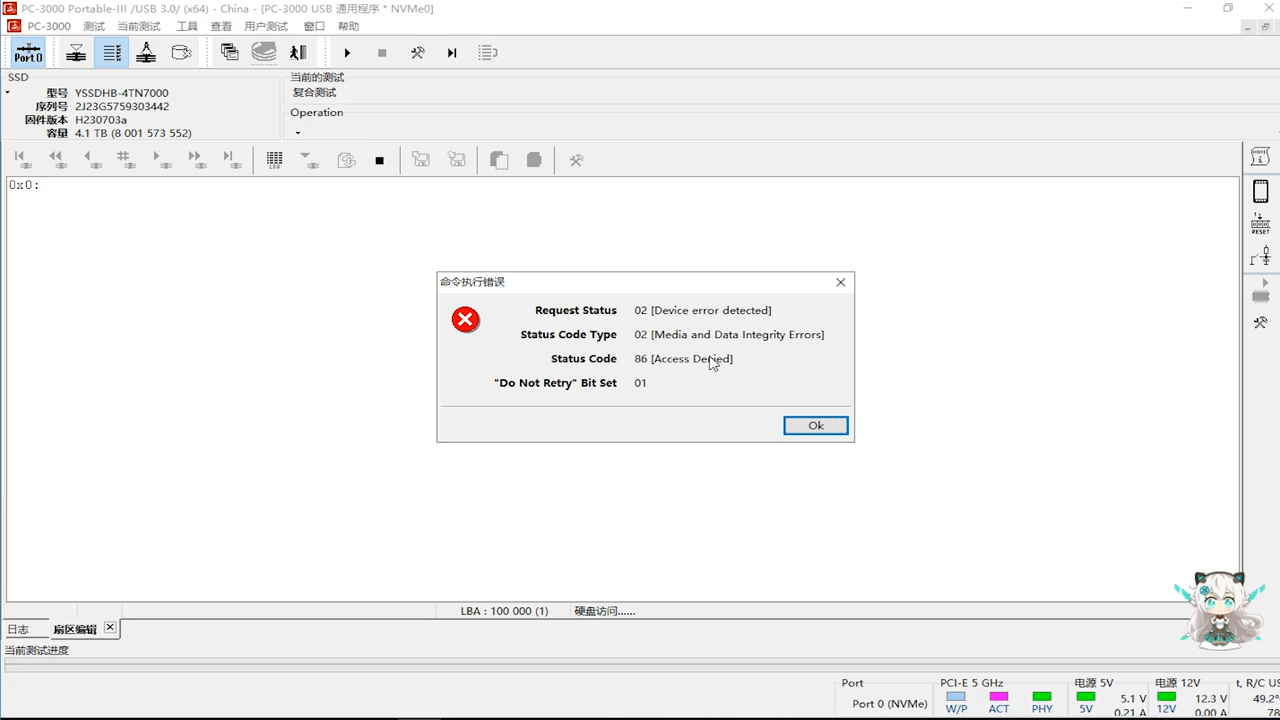 PC-3000 Portable-III /USB 3.0/ (x64) - China - [PC-3000 USB 通用程序 * NVMe0]
PC-3000 测试 当前测试 工具 查看 用户测试 窗口 帮助
Port0
SSD
型号 YSSDHB-4TN7000
序列号 2J23G5759303442
固件版本 H230703a
容量 4.1 TB (8 001 573 552)
当前的测试
复合测试
Operation
LBA
0x0:
RESET
命令执行错误
Request Status 02 [Device error detected]
Status Code Type 02 [Media and Data Integrity Errors]
Status Code 86 [Access Denied]
"Do Not Retry" Bit Set 01
Ok
LBA : 100 000 (1) 硬盘访问......
日志 扇区编辑
当前测试进度
Port
Port 0 (NVMe)
PCI-E 5 GHz
W/P ACT PHY
电源 5V
5V 5.1 V
0.21 A
电源 12V
12V 12.3 V
0.00 A
t, R/C US
49.2°
78